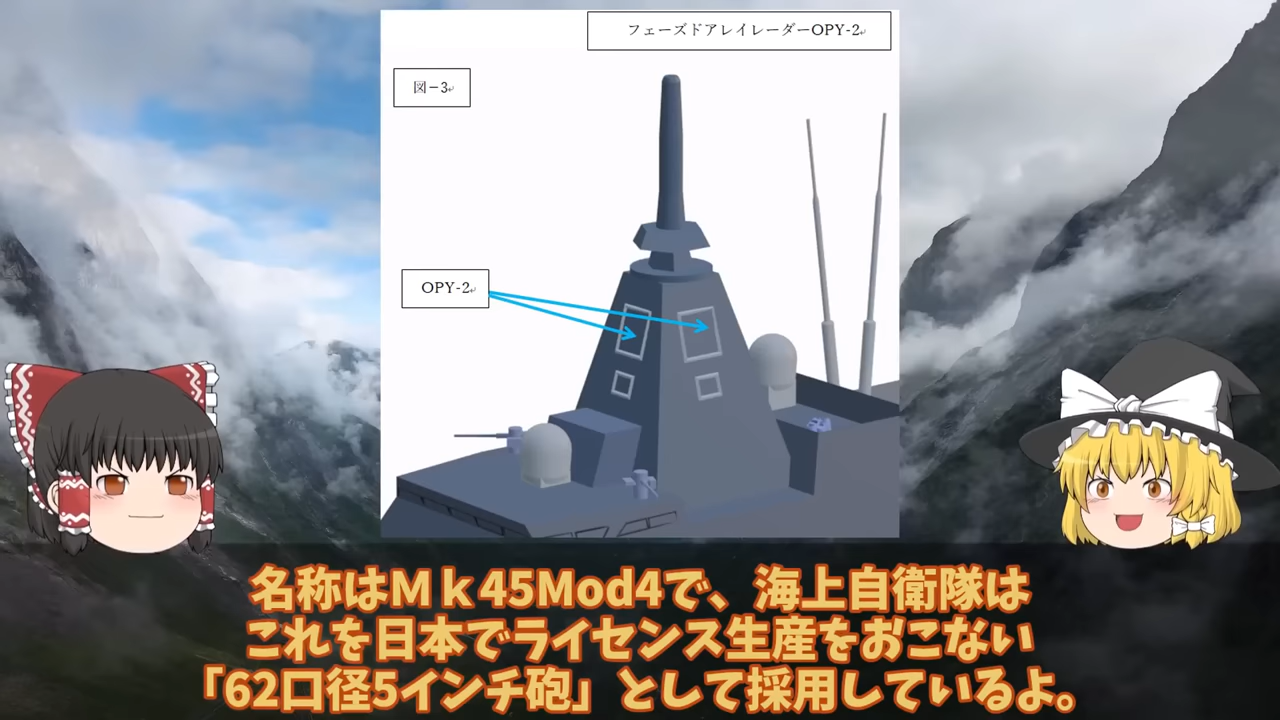 フェーズドアレイレーダーOPY-2
図－3
OPY-2
名称はＭｋ45Mod4で、海上自衛隊は
これを日本でライセンス生産をおこない
「62口径5インチ砲」として採用しているよ。